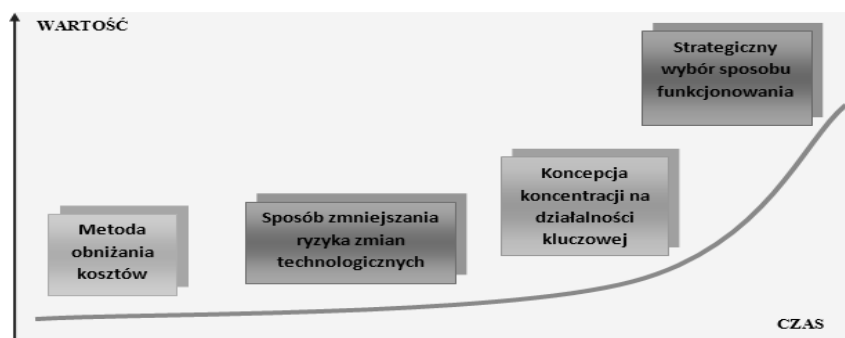 WARTOŚĆ
Strategiczny
wybór sposobu
funkcjonowania
Koncepcja
koncentracji na
działalności
kluczowej
Sposób zmniejszania
ryzyka zmian
technologicznych
Metoda
obniżania
kosztów
CZAS